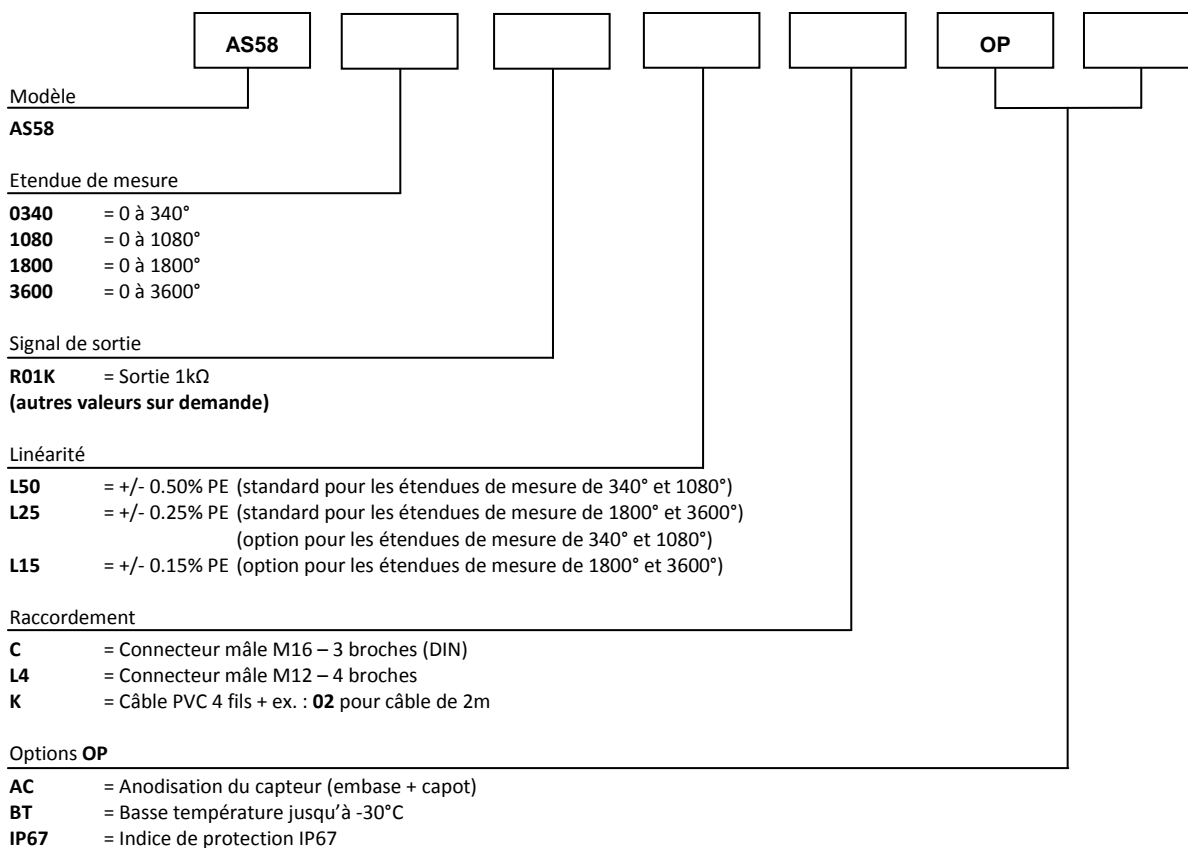 AS58 OP
Modèle
AS58
Etendue de mesure
0340 = 0 à 340°
1080 = 0 à 1080°
1800 = 0 à 1800°
3600 = 0 à 3600°
Signal de sortie
R01K = Sortie 1kΩ
(autres valeurs sur demande)
Linéarité
L50 = +/- 0.50% PE (standard pour les étendues de mesure de 340° et 1080°)
L25 = +/- 0.25% PE (standard pour les étendues de mesure de 1800° et 3600°)
(option pour les étendues de mesure de 340° et 1080°)
L15 = +/- 0.15% PE (option pour les étendues de mesure de 1800° et 3600°)
Raccordement
C = Connecteur mâle M16 – 3 broches (DIN)
L4 = Connecteur mâle M12 – 4 broches
K = Câble PVC 4 fils + ex. : 02 pour câble de 2m
Options OP
AC = Anodisation du capteur (embase + capot)
BT = Basse température jusqu’à -30°C
IP67 = Indice de protection IP67